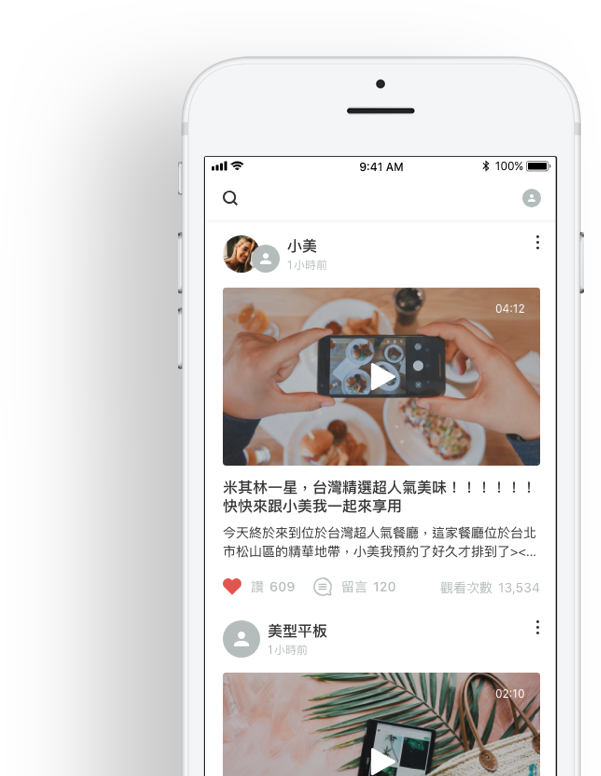 9:41 AM
100%
小美
1小時前
04:12
米其林一星，台灣精選超人氣美味！！！！！！
快快來跟小美我一起來享用
今天終於來到位於台灣超人氣餐廳，這家餐廳位於台北
市松山區的精華地帶，小美我預約了好久才排到了><...
讚 609
留言 120
觀看次數 13,534
美型平板
1小時前
02:10